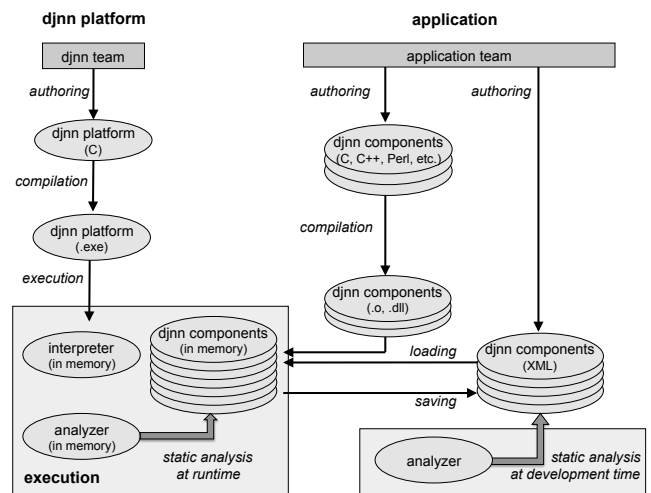 djnn platform
application
djnn team
application team
authoring
authoring
authoring
djnn platform
(C)
djnn components
(C, C++, Perl, etc.)
compilation
compilation
djnn platform
(.exe)
execution
djnn components
(.o, .dll)
interpreter
(in memory)
djnn components
(in memory)
loading
djnn components
(XML)
saving
analyzer
(in memory)
static analysis
at runtime
execution
analyzer
static analysis
at development time